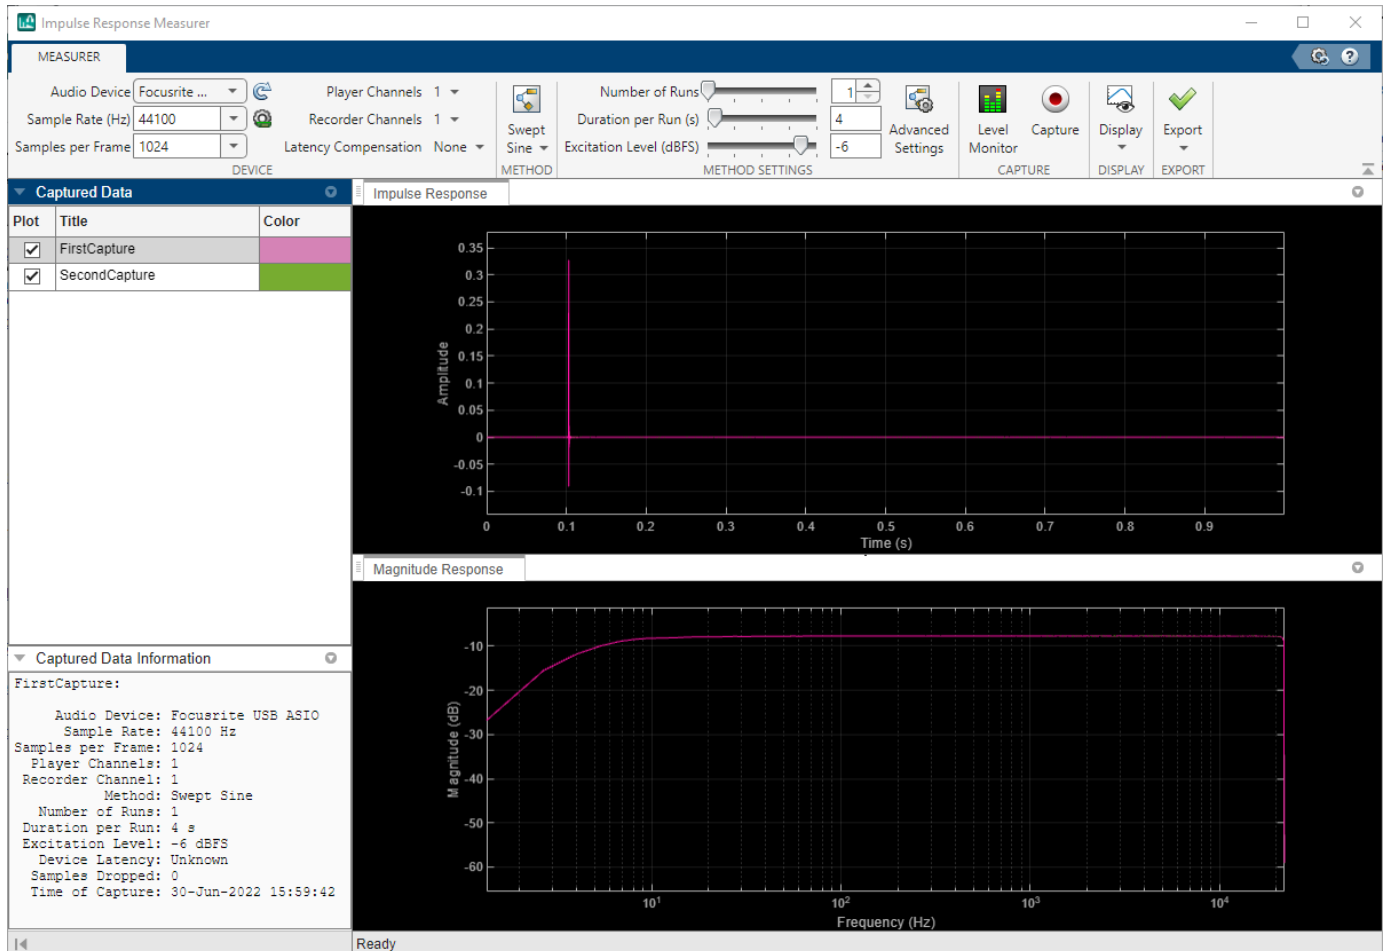 Impulse Response Measurer
MEASURER
Audio Device Focusrite ... Player Channels 1 Number of Runs 1
Sample Rate (Hz) 44100 Recorder Channels 1 Duration per Run (s) 4
Samples per Frame 1024 Latency Compensation None Excitation Level (dBFS) -6
Swept
Sine
Advanced
Settings
Level
Monitor
Capture
Display
Export
DEVICE METHOD METHOD SETTINGS CAPTURE DISPLAY EXPORT
Captured Data
Plot Title Color
FirstCapture
SecondCapture
Captured Data Information
FirstCapture:
Audio Device: Focusrite USB ASIO
Sample Rate: 44100 Hz
Samples per Frame: 1024
Player Channels: 1
Recorder Channel: 1
Method: Swept Sine
Number of Runs: 1
Duration per Run: 4 s
Excitation Level: -6 dBFS
Device Latency: Unknown
Samples Dropped: 0
Time of Capture: 30-Jun-2022 15:59:42
Impulse Response
0.35
0.3
0.25
0.2
0.15
0.1
0.05
0
-0.05
-0.1
Amplitude
0 0.1 0.2 0.3 0.4 0.5 0.6 0.7 0.8 0.9
Time (s)
Magnitude Response
-10
-20
-30
-40
-50
-60
Magnitude (dB)
10¹ 10² 10³ 10⁴
Frequency (Hz)
Ready